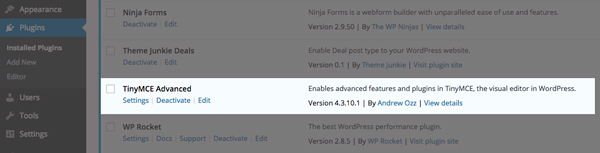 Appearance
Plugins
Installed Plugins
Add New
Editor
Users
Tools
Settings
Ninja Forms
Deactivate | Edit
Ninja Forms is a webform builder with unparalleled ease of use and features.
Version 2.9.50 | By The WP Ninjas | View details
Theme Junkie Deals
Deactivate | Edit
Enable Deal post type to your WordPress website.
Version 0.1 | By Theme Junkie | Visit plugin site
TinyMCE Advanced
Settings | Deactivate | Edit
Enables advanced features and plugins in TinyMCE, the visual editor in WordPress.
Version 4.3.10.1 | By Andrew Ozz | View details
WP Rocket
Settings | Docs | Support | Deactivate | Edit
The best WordPress performance plugin.
Version 2.8.5 | By WP Rocket | Visit plugin site